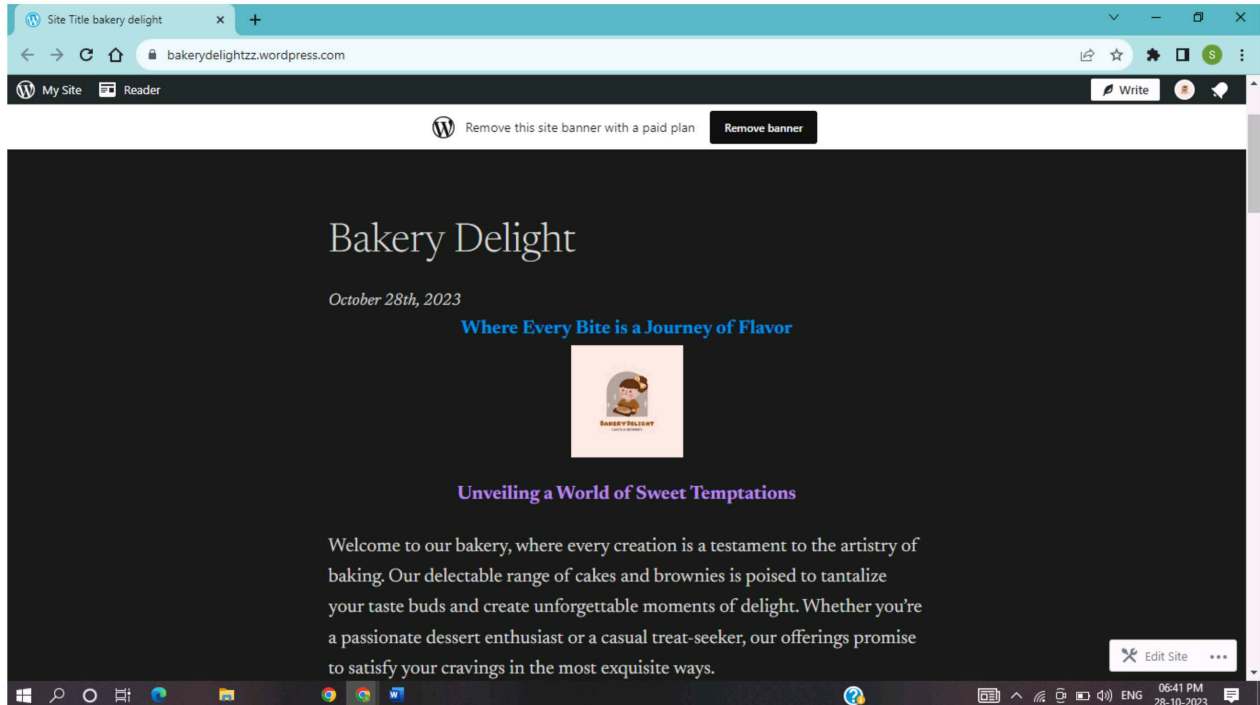 Site Title bakery delight
bakerydelightzz.wordpress.com
S
My Site Reader Write
Remove this site banner with a paid plan Remove banner
Bakery Delight
October 28th, 2023
Where Every Bite is a Journey of Flavor
BAKERYDELIGHT
Unveiling a World of Sweet Temptations
Welcome to our bakery, where every creation is a testament to the artistry of
baking. Our delectable range of cakes and brownies is poised to tantalize
your taste buds and create unforgettable moments of delight. Whether you’re
a passionate dessert enthusiast or a casual treat-seeker, our offerings promise
to satisfy your cravings in the most exquisite ways.
Edit Site
ENG
06:41 PM
28-10-2023